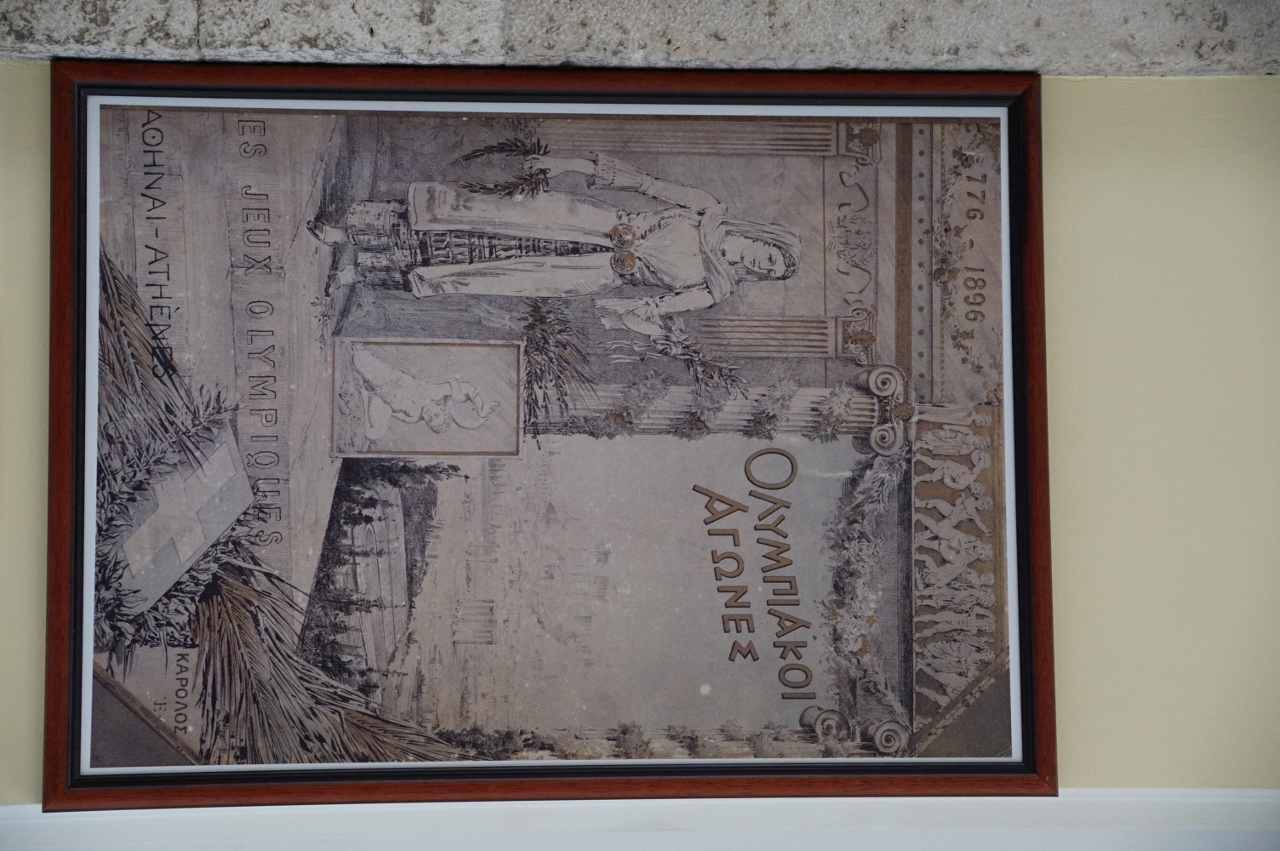 776 - 1896
ΟΛΥΜΠΙΑΚΟΙ
ΑΓΩΝΕΣ
ES JEUX OLYMPIQUES
ΑΘΗΝΑΙ - ATHÈNES
ΚΑΡΟΛΟΣ